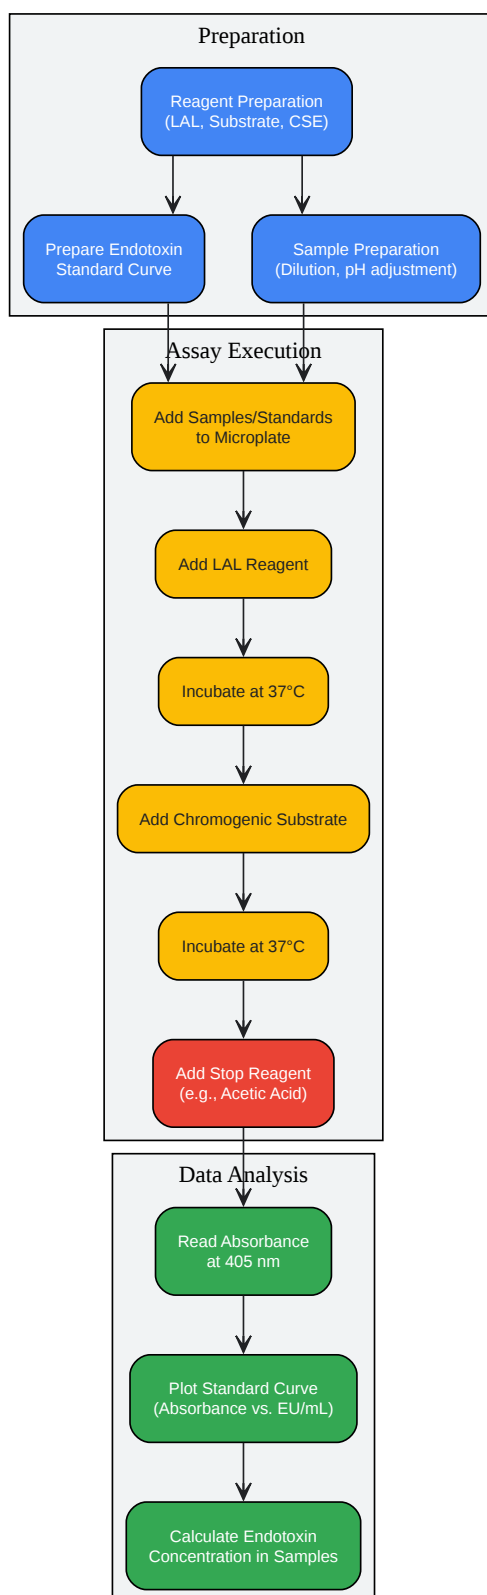 Preparation
Reagent Preparation
(LAL, Substrate, CSE)
Prepare Endotoxin
Standard Curve
Sample Preparation
(Dilution, pH adjustment)
Assay Execution
Add Samples/Standards
to Microplate
Add LAL Reagent
Incubate at 37°C
Add Chromogenic Substrate
Incubate at 37°C
Add Stop Reagent
(e.g., Acetic Acid)
Data Analysis
Read Absorbance
at 405 nm
Plot Standard Curve
(Absorbance vs. EU/mL)
Calculate Endotoxin
Concentration in Samples